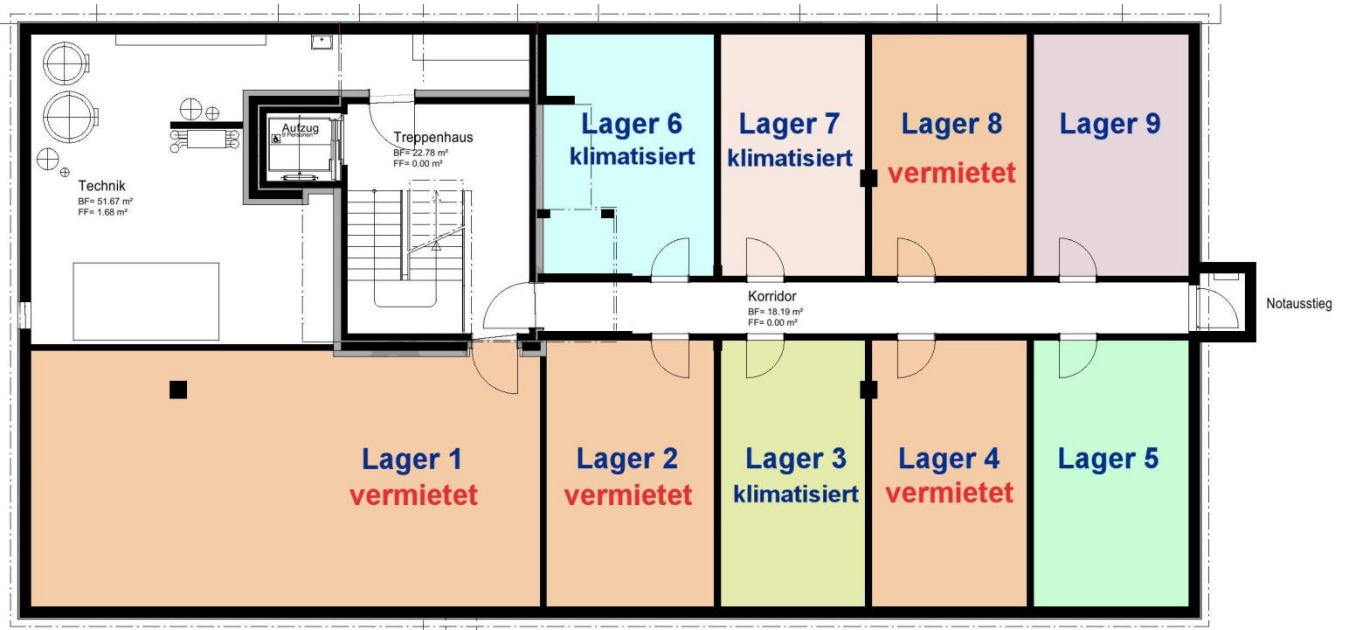 Aufzug
9 Personen
Treppenhaus
BF= 22.78 m²
FF= 0.00 m²
Technik
BF= 51.67 m²
FF= 1.68 m²
Lager 6
klimatisiert
Lager 7
klimatisiert
Lager 8
vermietet
Lager 9
Korridor
BF= 18.19 m²
FF= 0.00 m²
Notausstieg
Lager 1
vermietet
Lager 2
vermietet
Lager 3
klimatisiert
Lager 4
vermietet
Lager 5